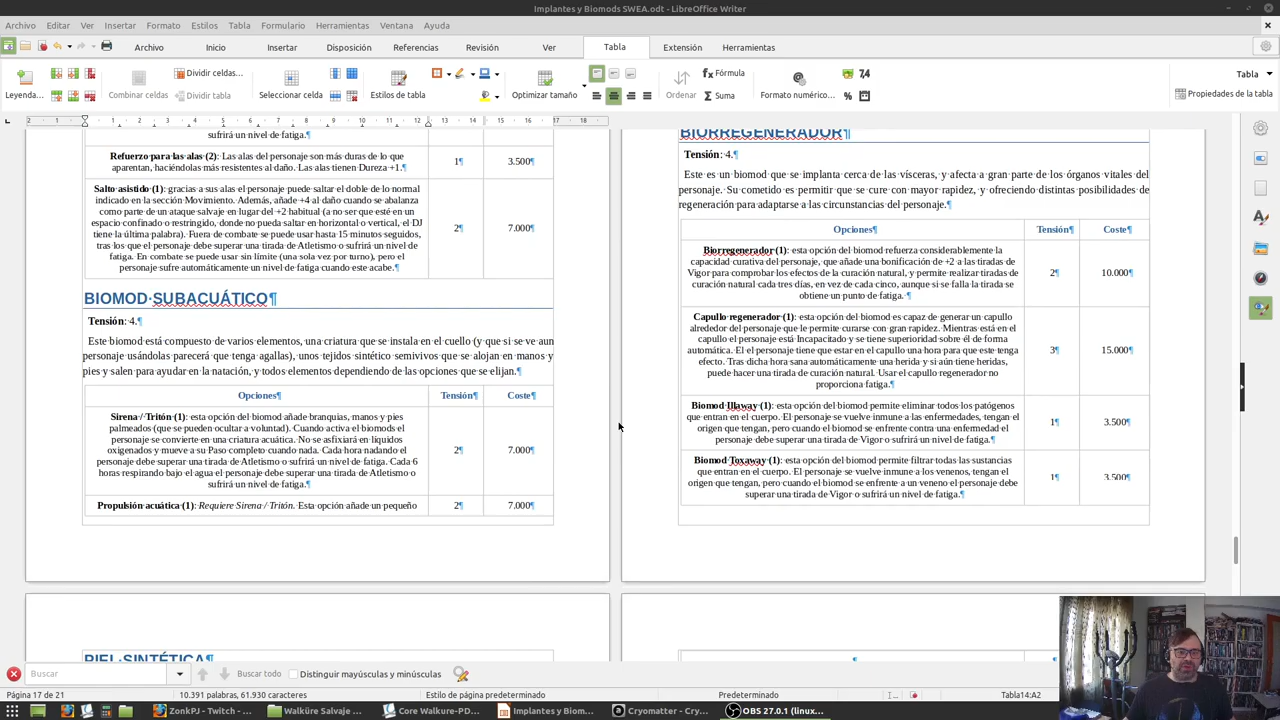 Implantes y Biomods SWEA.odt - LibreOffice Writer
Archivo Editar Ver Insertar Formato Estilos Tabla Formulario Herramientas Ventana Ayuda
Archivo Inicio Insertar Disposición Referencias Revisión Ver Tabla Extensión Herramientas
Leyenda... Combinar celdas Dividir celdas... Dividir tabla Seleccionar celda Estilos de tabla Optimizar tamaño Ordenar Fórmula Suma Formato numérico... Tabla Propiedades de la tabla
2 1 1 2 3 4 5 6 7 8 9 10 11 12 13 14 15 16 17 18
sufrirá un nivel de fatiga.¶
Refuerzo para las alas (2): Las alas del personaje son más duras de lo que
aparentan, haciéndolas más resistentes al daño. Las alas tienen Dureza +1.¶
1¶ 3.500¶
Salto asistido (1): gracias a sus alas el personaje puede saltar el doble de lo normal
indicado en la sección Movimiento. Además, añade +4 al daño cuando se abalanza
como parte de un ataque salvaje en lugar del +2 habitual (a no ser que esté en un
espacio confinado o restringido, donde no pueda saltar en horizontal o vertical, el DJ
tiene la última palabra). Fuera de combate se puede usar hasta 15 minutos seguidos,
tras los que el personaje debe superar una tirada de Atletismo o sufrirá un nivel de
fatiga. En combate se puede usar sin límite (una sola vez por turno), pero el
personaje sufre automáticamente un nivel de fatiga cuando este acabe.¶
2¶ 7.000¶
BIOMOD·SUBACUÁTICO¶
Tensión: 4.¶
Este biomod está compuesto de varios elementos, una criatura que se instala en el cuello (y que si se ve aun
personaje usándolas parecerá que tenga agallas), unos tejidos sintético semivivos que se alojan en manos y
pies y salen para ayudar en la natación, y todos elementos dependiendo de las opciones que se elijan.¶
Opciones¶ Tensión¶ Coste¶
Sirena / Tritón (1): esta opción del biomod añade branquias, manos y pies
palmeados (que se pueden ocultar a voluntad). Cuando activa el biomods el
personaje se convierte en una criatura acuática. No se asfixiará en líquidos
oxigenados y mueve a su Paso completo cuando nada. Cada hora nadando el
personaje debe superar una tirada de Atletismo o sufrirá un nivel de fatiga. Cada 6
horas respirando bajo el agua el personaje debe superar una tirada de Atletismo o
sufrirá un nivel de fatiga.¶
2¶ 7.000¶
Propulsión acuática (1): Requiere Sirena / Tritón. Esta opción añade un pequeño
2¶ 7.000¶
PIEL·SINTÉTICA¶
BIORREGENERADOR¶
Tensión: 4.¶
Este es un biomod que se implanta cerca de las vísceras, y afecta a gran parte de los órganos vitales del
personaje. Su cometido es permitir que se cure con mayor rapidez, y ofreciendo distintas posibilidades de
regeneración para adaptarse a las circunstancias del personaje.¶
Opciones¶ Tensión¶ Coste¶
Biorregenerador (1): esta opción del biomod refuerza considerablemente la
capacidad curativa del personaje, que añade una bonificación de +2 a las tiradas de
Vigor para comprobar los efectos de la curación natural, y permite realizar tiradas de
curación natural cada tres días, en vez de cada cinco, aunque si se falla la tirada se
obtiene un punto de fatiga. ¶
2¶ 10.000¶
Capullo regenerador (1): esta opción del biomod es capaz de generar un capullo
alrededor del personaje que le permite curarse con gran rapidez. Mientras está en el
capullo el personaje está Incapacitado y se tiene superioridad sobre él de forma
automática. El el personaje tiene que estar en el capullo una hora para que este tenga
efecto. Tras dicha hora sana automáticamente una herida y si aún tiene heridas,
puede hacer una tirada de curación natural. Usar el capullo regenerador no
proporciona fatiga.¶
3¶ 15.000¶
Biomod Illaway (1): esta opción del biomod permite eliminar todos los patógenos
que entran en el cuerpo. El personaje se vuelve inmune a las enfermedades, tengan el
origen que tengan, pero cuando el biomod se enfrente contra una enfermedad el
personaje debe superar una tirada de Vigor o sufrirá un nivel de fatiga.¶
1¶ 3.500¶
Biomod Toxaway (1): esta opción del biomod permite filtrar todas las sustancias
que entran en el cuerpo. El personaje se vuelve inmune a los venenos, tengan el
origen que tengan, pero cuando el biomod se enfrente a un veneno el personaje debe
superar una tirada de Vigor o sufrirá un nivel de fatiga.¶
1¶ 3.500¶
Buscar Buscar todo Distinguir mayúsculas y minúsculas
Página 17 de 21 10.391 palabras, 61.930 caracteres Estilo de página predeterminado Predeterminado Tabla14:A2
ZonkPJ - Twitch - ... Walküre Salvaje Core Walkure-PD... Implantes y Biom... Cryomatter - Cry... OBS 27.0.1 (linux...